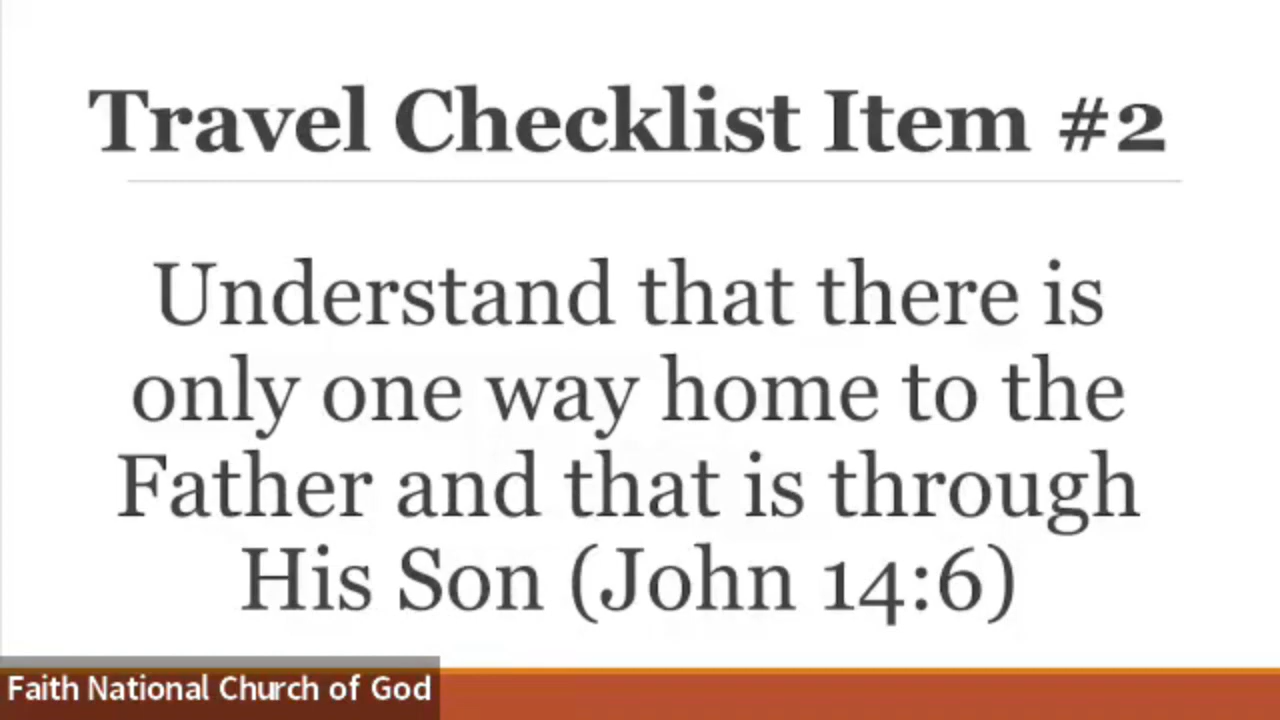 Travel Checklist Item #2
Understand that there is
only one way home to the
Father and that is through
His Son (John 14:6)
Faith National Church of God